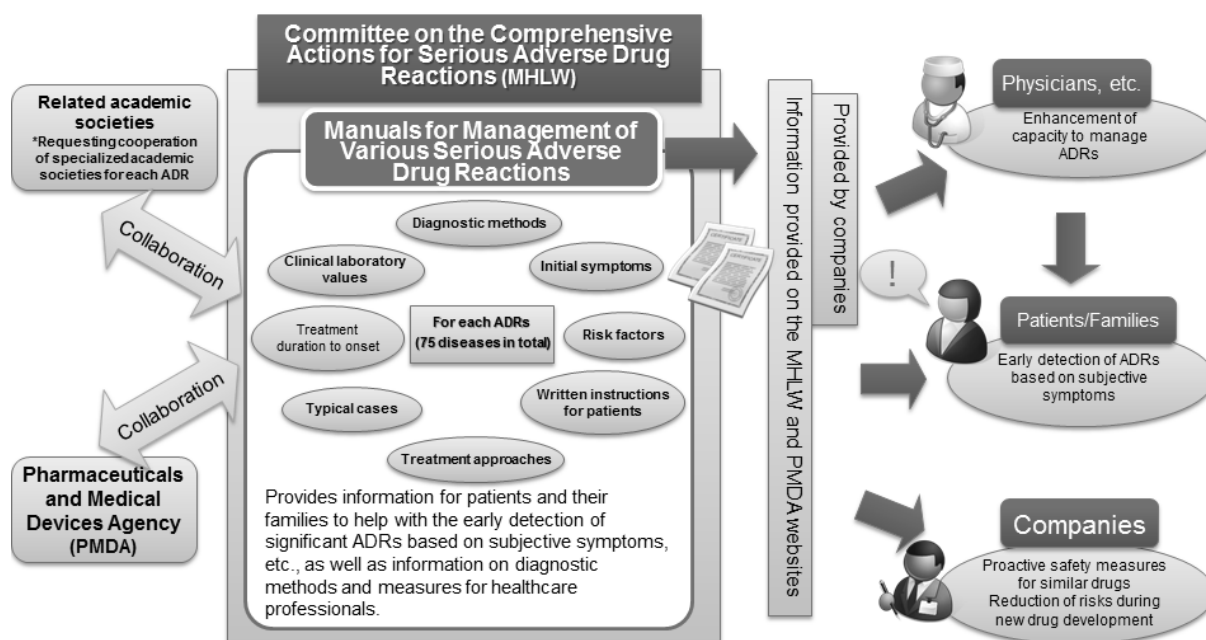 Committee on the Comprehensive
Actions for Serious Adverse Drug
Reactions (MHLW)
Related academic
societies
*Requesting cooperation
of specialized academic
societies for each ADR
Collaboration
Collaboration
Pharmaceuticals
and Medical
Devices Agency
(PMDA)
Manuals for Management of
Various Serious Adverse
Drug Reactions
Diagnostic methods
Clinical laboratory
values
Initial symptoms
Treatment
duration to onset
For each ADRs
(75 diseases in total)
Risk factors
Typical cases
Written instructions
for patients
Treatment approaches
Provides information for patients and their
families to help with the early detection of
significant ADRs based on subjective symptoms,
etc., as well as information on diagnostic
methods and measures for healthcare
professionals.
CERTIFICATE
CERTIFICATE
Information provided on the MHLW and PMDA websites
Provided by companies
Physicians, etc.
Enhancement of
capacity to manage
ADRs
!
Patients/Families
Early detection of ADRs
based on subjective
symptoms
Companies
Proactive safety measures
for similar drugs
Reduction of risks during
new drug development